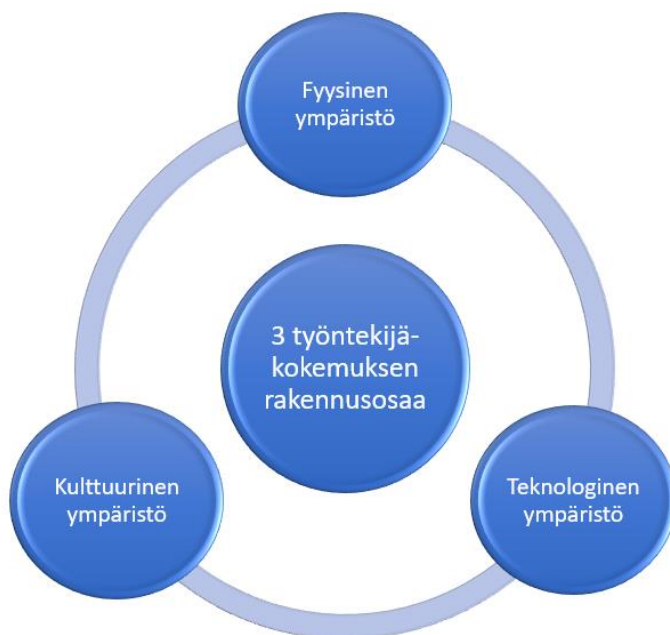 Fyysinen
ympäristö
3 työntekijä-
kokemuksen
rakennusosaa
Kulttuurinen
ympäristö
Teknologinen
ympäristö